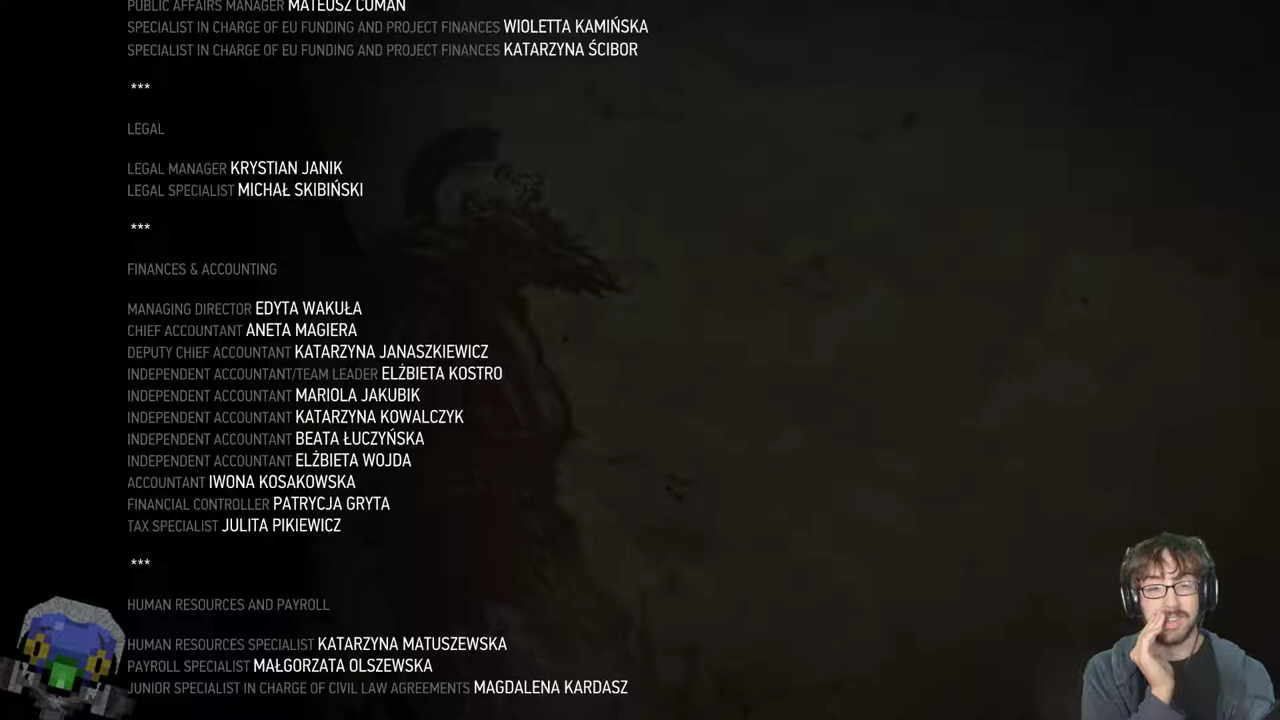 PUBLIC AFFAIRS MANAGER MATEUSZ COMAN
SPECIALIST IN CHARGE OF EU FUNDING AND PROJECT FINANCES WIOLETTA KAMIŃSKA
SPECIALIST IN CHARGE OF EU FUNDING AND PROJECT FINANCES KATARZYNA ŚCIBOR
***
LEGAL
LEGAL MANAGER KRYSTIAN JANIK
LEGAL SPECIALIST MICHAŁ SKIBIŃSKI
***
FINANCES & ACCOUNTING
MANAGING DIRECTOR EDYTA WAKUŁA
CHIEF ACCOUNTANT ANETA MAGIERA
DEPUTY CHIEF ACCOUNTANT KATARZYNA JANASZKIEWICZ
INDEPENDENT ACCOUNTANT/TEAM LEADER ELŻBIETA KOSTRO
INDEPENDENT ACCOUNTANT MARIOLA JAKUBIK
INDEPENDENT ACCOUNTANT KATARZYNA KOWALCZYK
INDEPENDENT ACCOUNTANT BEATA ŁUCZYŃSKA
INDEPENDENT ACCOUNTANT ELŻBIETA WOJDA
ACCOUNTANT IWONA KOSAKOWSKA
FINANCIAL CONTROLLER PATRYCJA GRYTA
TAX SPECIALIST JULITA PIKIEWICZ
***
HUMAN RESOURCES AND PAYROLL
HUMAN RESOURCES SPECIALIST KATARZYNA MATUSZEWSKA
PAYROLL SPECIALIST MAŁGORZATA OLSZEWSKA
JUNIOR SPECIALIST IN CHARGE OF CIVIL LAW AGREEMENTS MAGDALENA KARDASZ